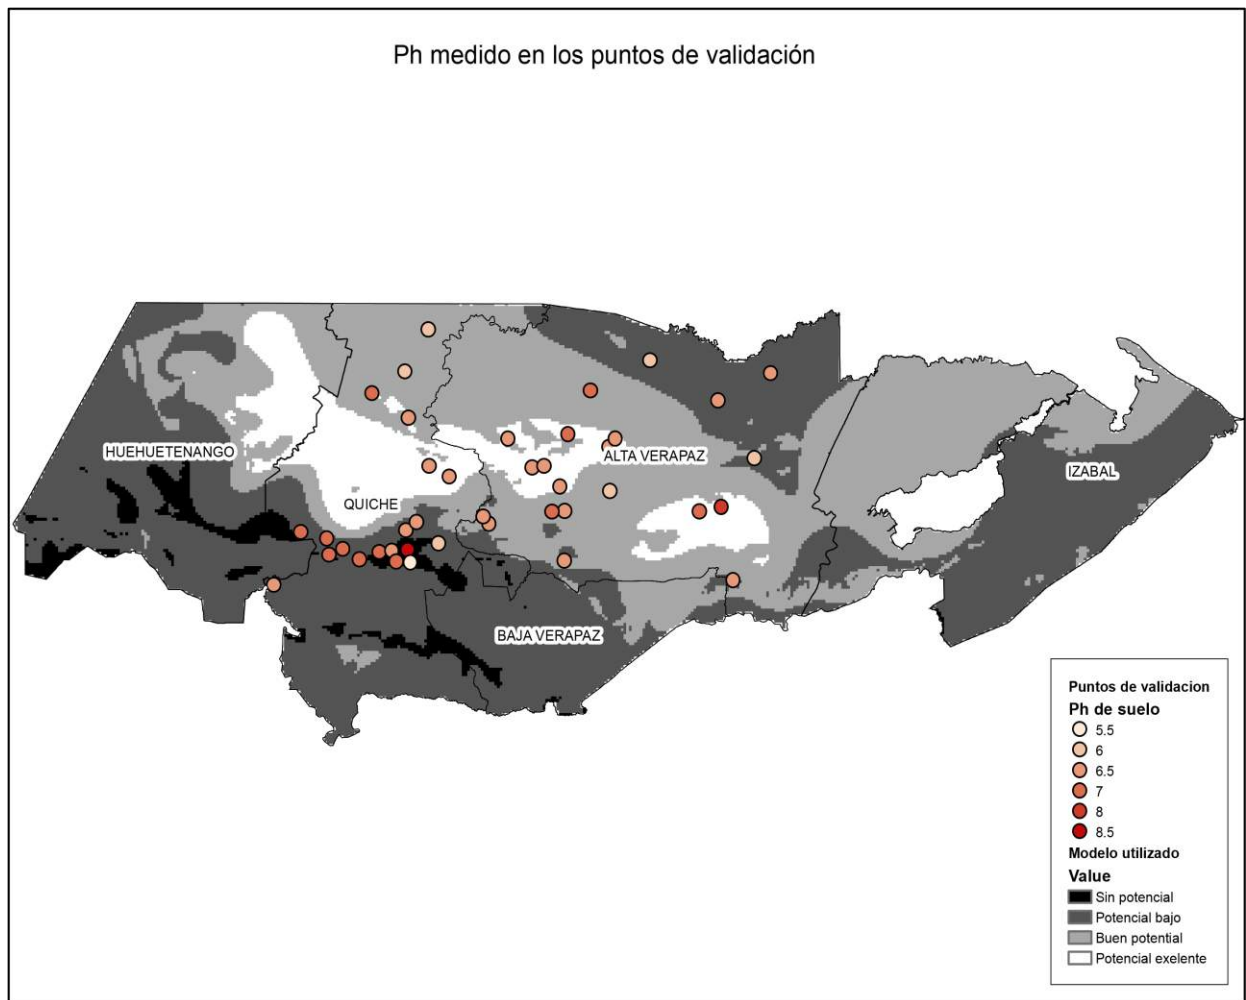 Ph medido en los puntos de validación
HUEHUETENANGO
QUICHE
ALTA VERAPAZ
IZABAL
BAJA VERAPAZ
Puntos de validacion
Ph de suelo
5.5
6
6.5
7
8
8.5
Modelo utilizado
Value
Sin potencial
Potencial bajo
Buen potential
Potencial exelente